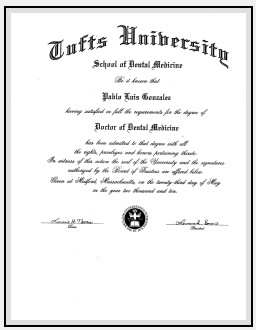 Tufts University
School of Dental Medicine
Be it known that
Pablo Luis Gonzalez
having satisfied in full the requirements for the degree of
Doctor of Dental Medicine
has been admitted to that degree with all
the rights, privileges and honors pertaining thereto.
In witness of this action the seal of the University and the signatures
authorized by the Board of Trustees are affixed below.
Given at Medford, Massachusetts, on the twenty-third day of May
in the year two thousand and ten.
Dean
President